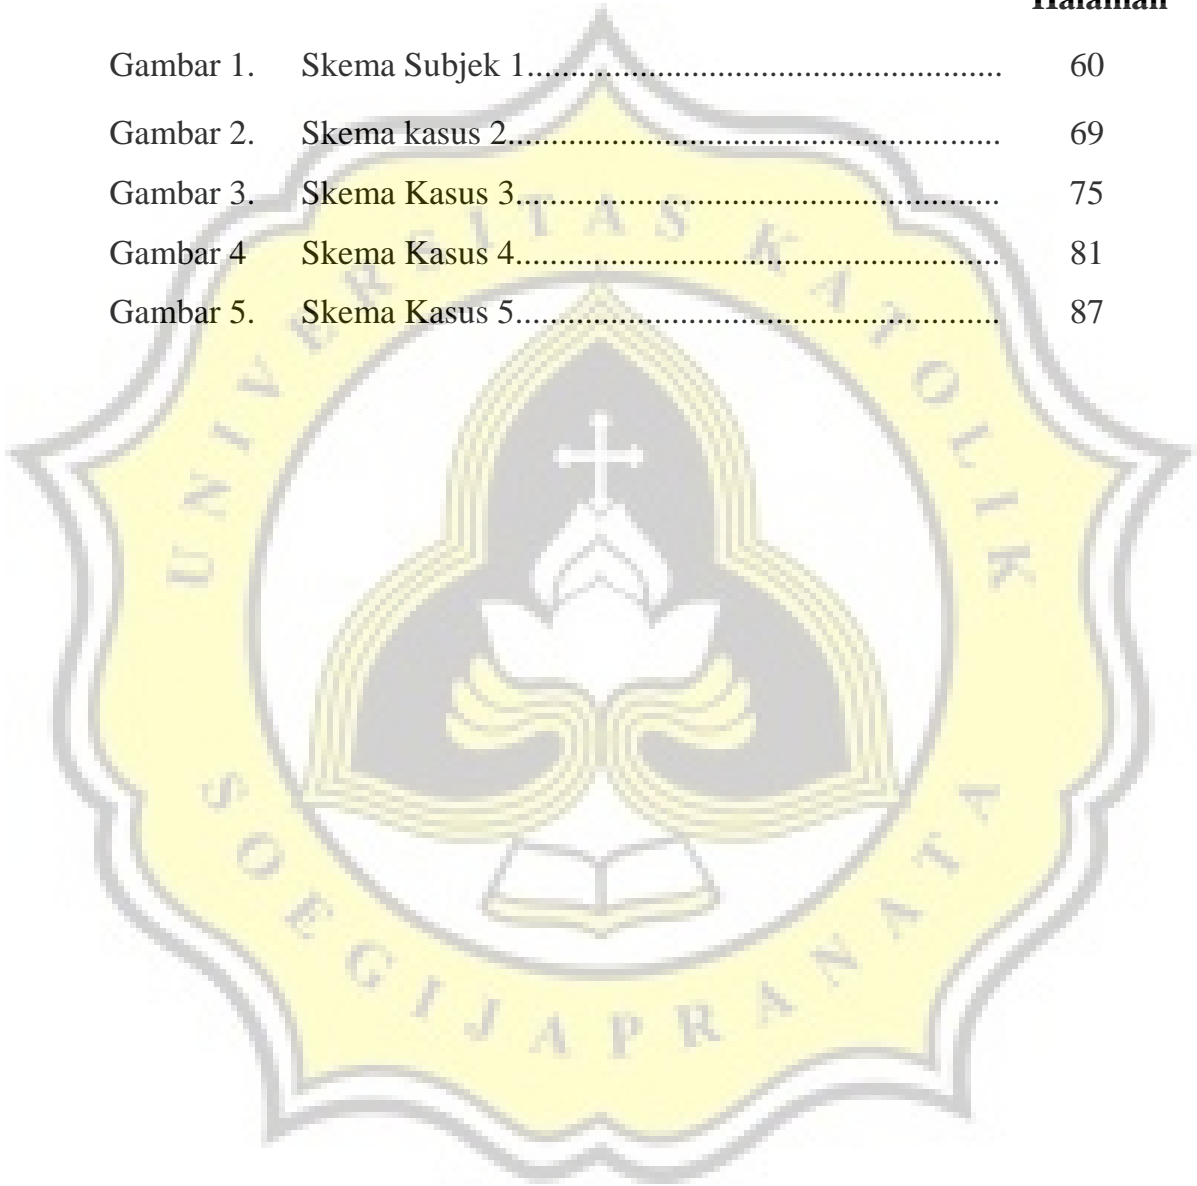 Halaman
Gambar 1. Skema Subjek 1........................................................ 60
Gambar 2. Skema kasus 2.......................................................... 69
Gambar 3. Skema Kasus 3......................................................... 75
Gambar 4 Skema Kasus 4......................................................... 81
Gambar 5. Skema Kasus 5......................................................... 87
UNIVERSITAS KATOLIK
SOEGIJAPRANATA